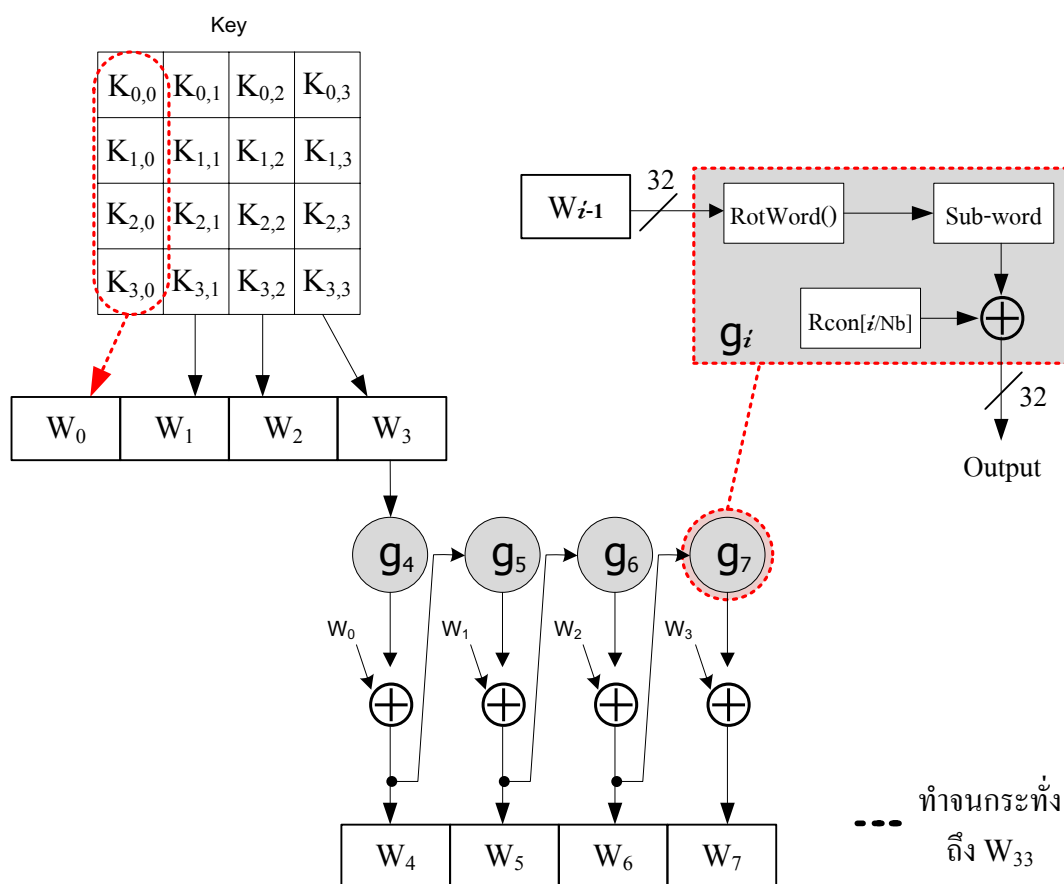 Key
K0,0 K0,1 K0,2 K0,3
K1,0 K1,1 K1,2 K1,3
K2,0 K2,1 K2,2 K2,3
K3,0 K3,1 K3,2 K3,3
Wi-1
32
RotWord()
Sub-word
Rcon[i/Nb]
gi
32
Output
W0 W1 W2 W3
g4 g5 g6 g7
W0 W1 W2 W3
W4 W5 W6 W7
ทำจนกระทั่ง
ถึง W33